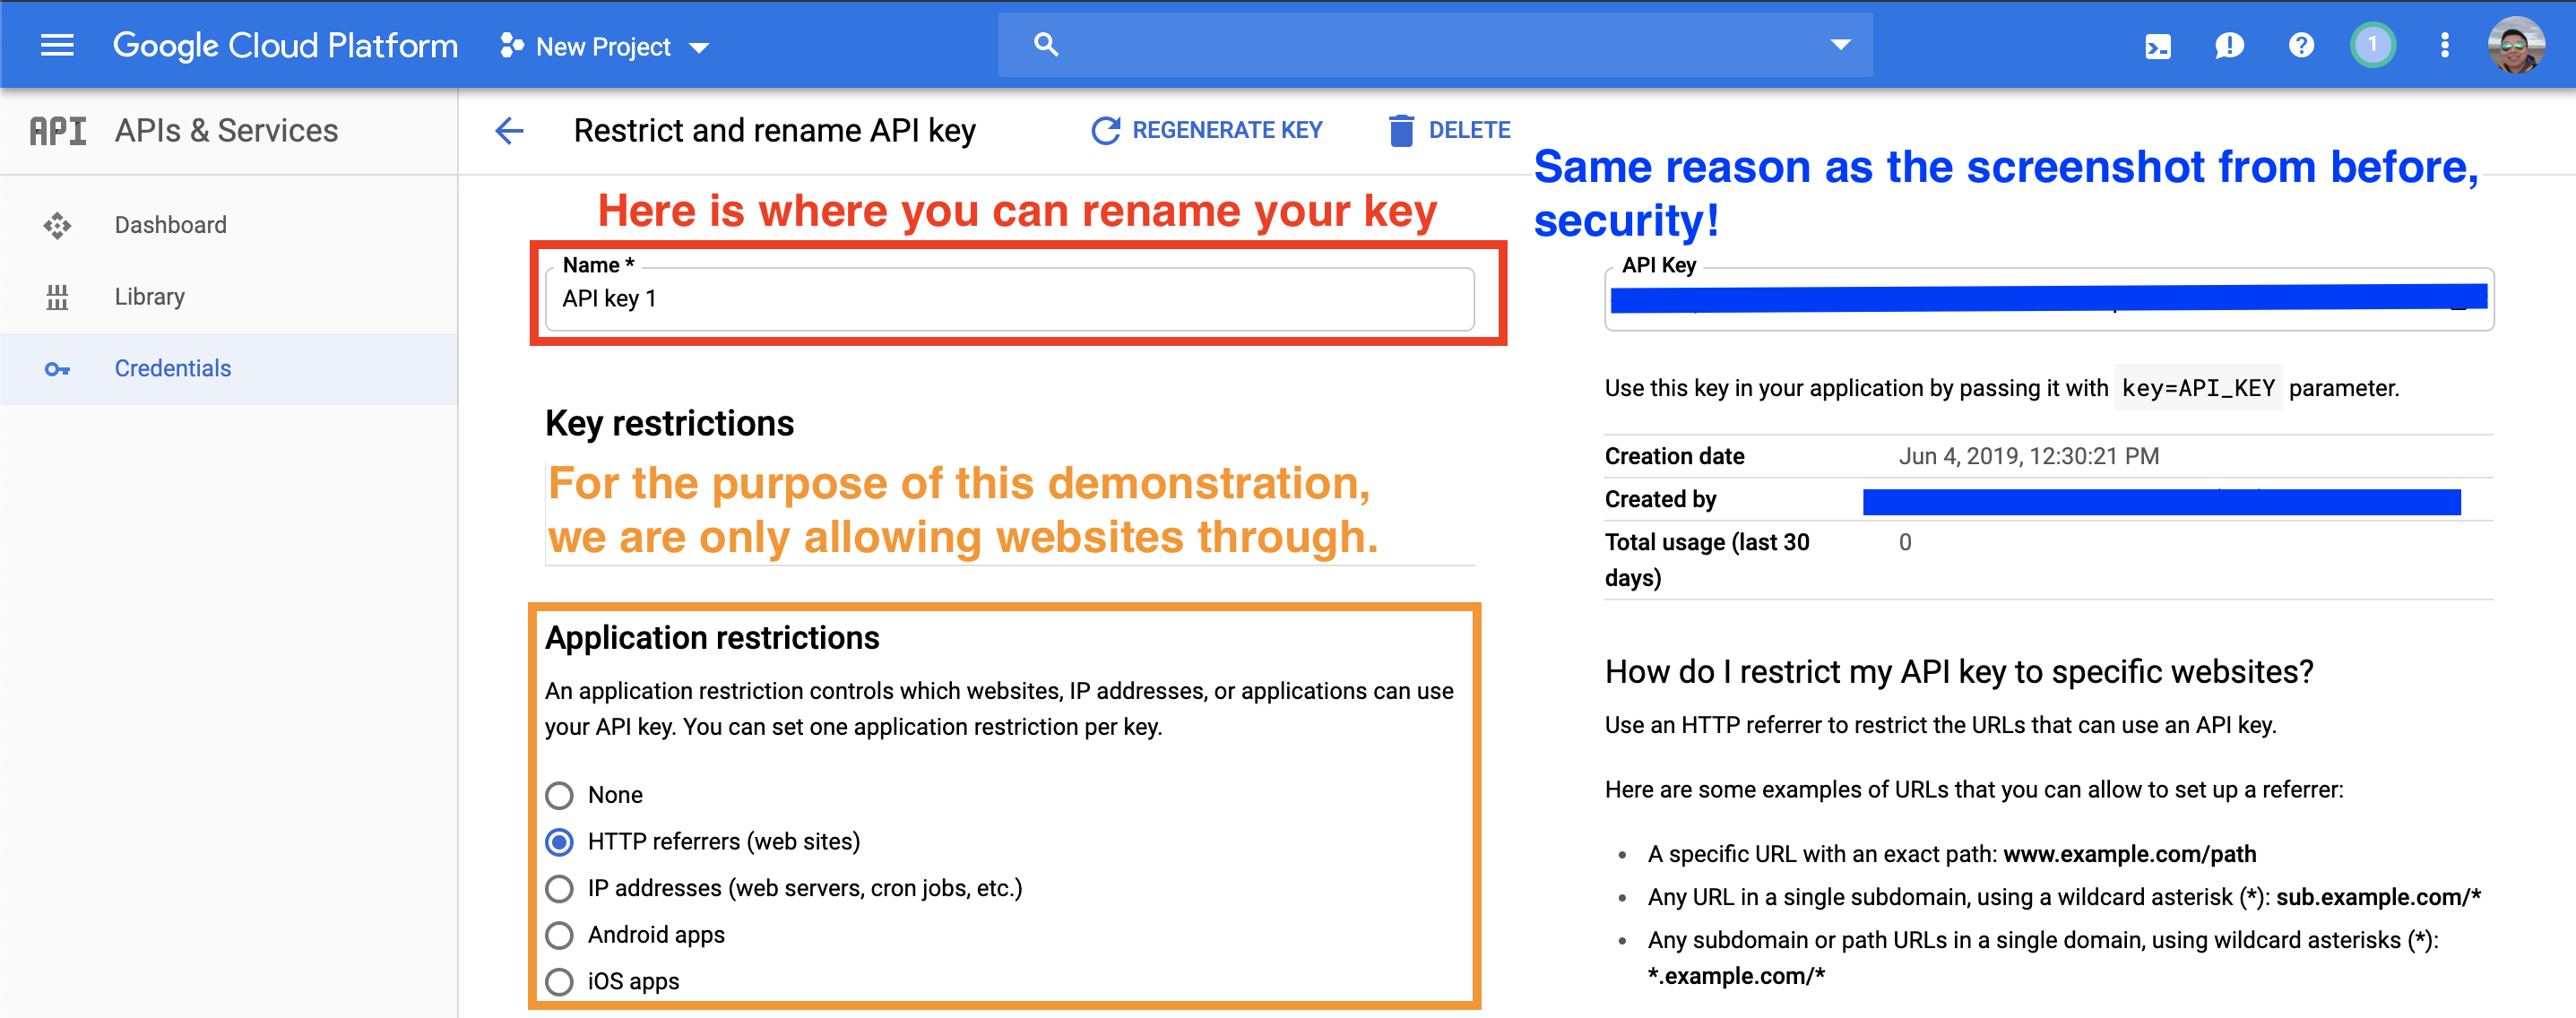 Google Cloud Platform
New Project
1
API APIs & Services
Restrict and rename API key
REGENERATE KEY
DELETE
Dashboard
Library
Credentials
Here is where you can rename your key
Name *
API key 1
Key restrictions
For the purpose of this demonstration,
we are only allowing websites through.
Application restrictions
An application restriction controls which websites, IP addresses, or applications can use
your API key. You can set one application restriction per key.
None
HTTP referrers (web sites)
IP addresses (web servers, cron jobs, etc.)
Android apps
iOS apps
Same reason as the screenshot from before,
security!
API Key
Use this key in your application by passing it with key=API_KEY parameter.
Creation date Jun 4, 2019, 12:30:21 PM
Created by
Total usage (last 30 0
days)
How do I restrict my API key to specific websites?
Use an HTTP referrer to restrict the URLs that can use an API key.
Here are some examples of URLs that you can allow to set up a referrer:
• A specific URL with an exact path: www.example.com/path
• Any URL in a single subdomain, using a wildcard asterisk (*): sub.example.com/*
• Any subdomain or path URLs in a single domain, using wildcard asterisks (*):
*.example.com/*